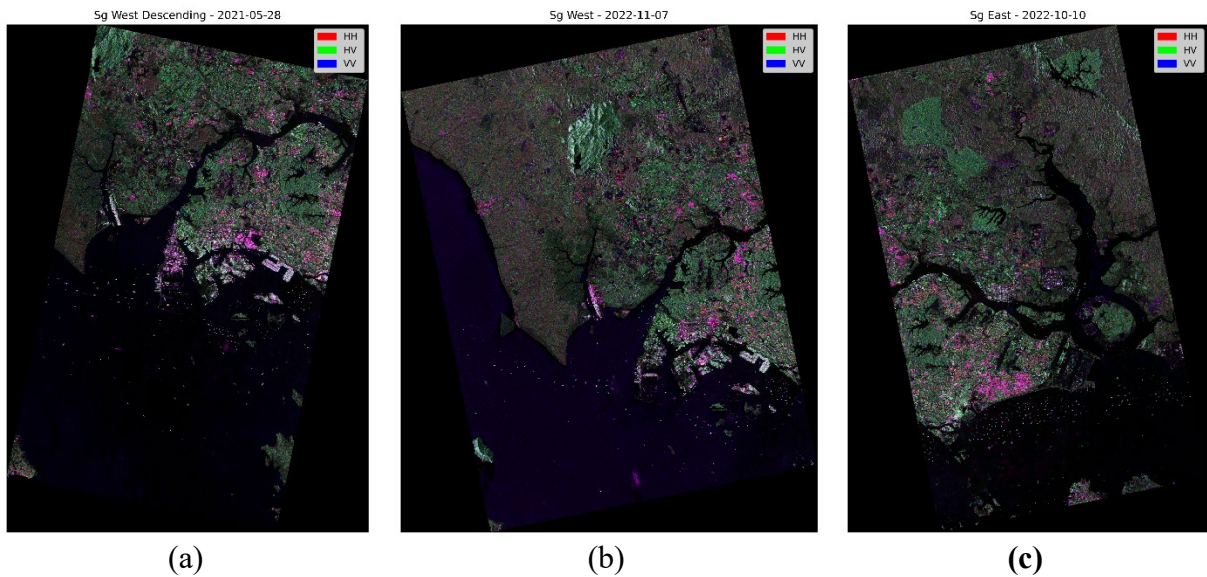 Sg West Descending - 2021-05-28
HH
HV
VV
(a)
Sg West - 2022-11-07
HH
HV
VV
(b)
Sg East - 2022-10-10
HH
HV
VV
(c)